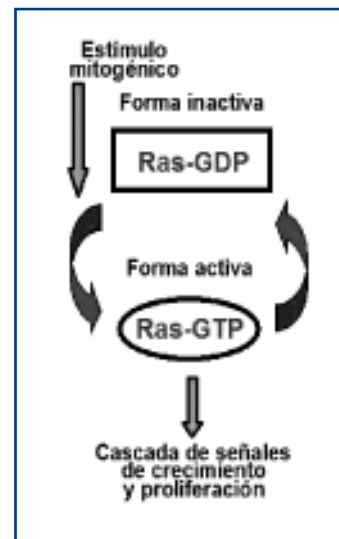 Estímulo
mitogénico
Forma inactiva
Ras-GDP
Forma activa
Ras-GTP
Cascada de señales
de crecimiento
y proliferación